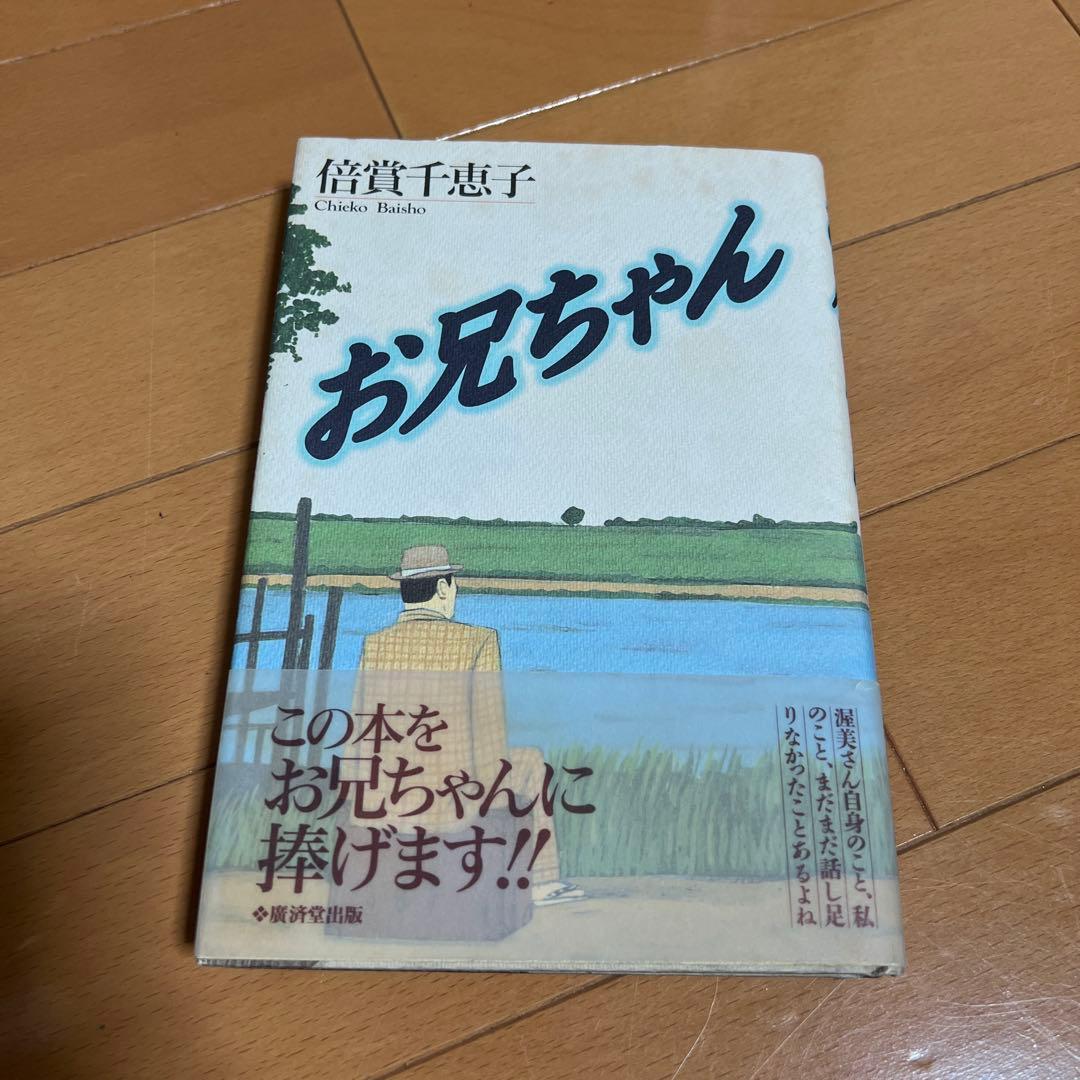 倍賞千恵子
Chieko Baisho
お兄ちゃん
この本を
お兄ちゃんに
捧げます!!
❖廣済堂出版
渥美さん自身のこと、私
のこと、まだまだ話し足
りなかったことあるよね